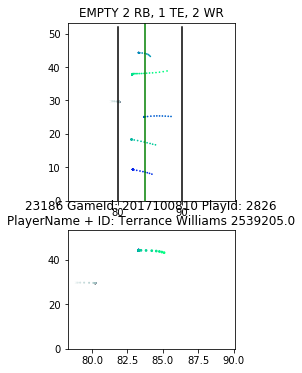 EMPTY 2 RB, 1 TE, 2 WR
50
40
30
20
10
0
80
90
23186 GameId: 2017100810 PlayId: 2826
PlayerName + ID: Terrance Williams 2539205.0
40
20
0
80.0 82.5 85.0 87.5 90.0